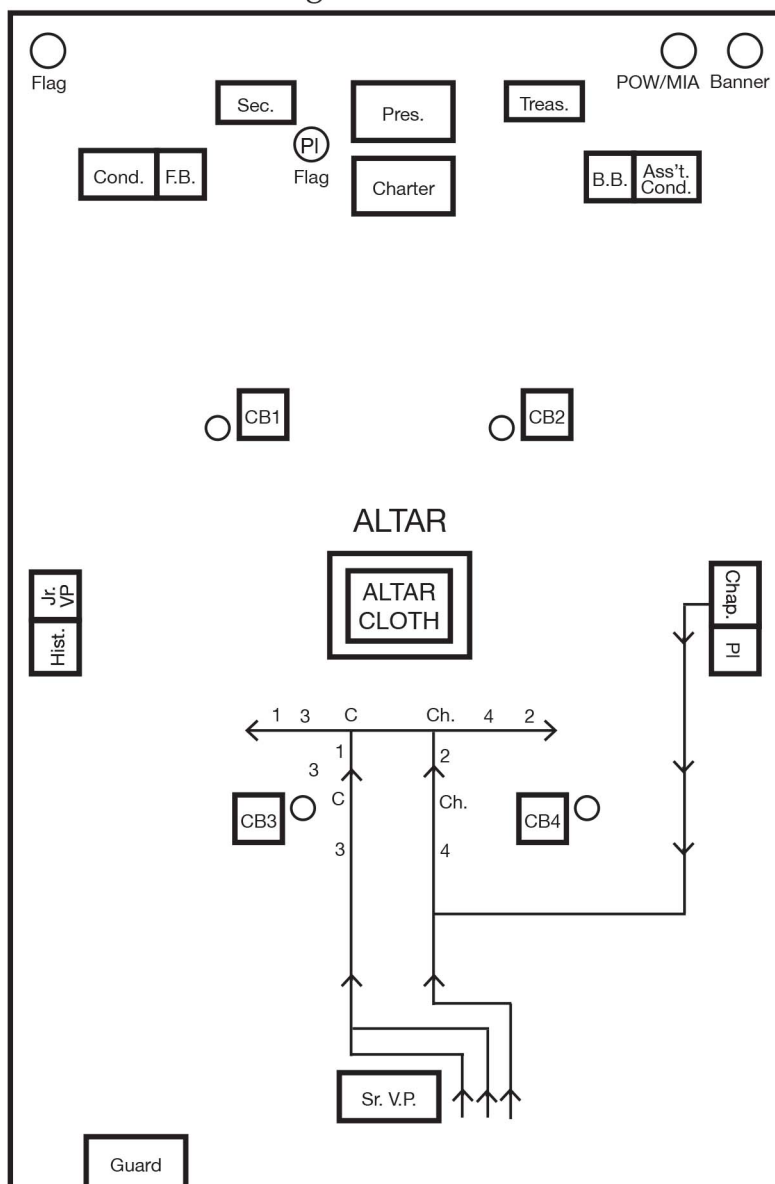 Flag
POW/MIA Banner
Sec.
Pres.
Treas.
PI
Flag
Cond. F.B.
Charter
B.B. Ass't.
Cond.
CB1
CB2
ALTAR
ALTAR
CLOTH
Jr.
VP
Hist.
Chap.
PI
1 3 C Ch. 4 2
1 2
3
C Ch.
CB3
CB4
3 4
Sr. V.P.
Guard